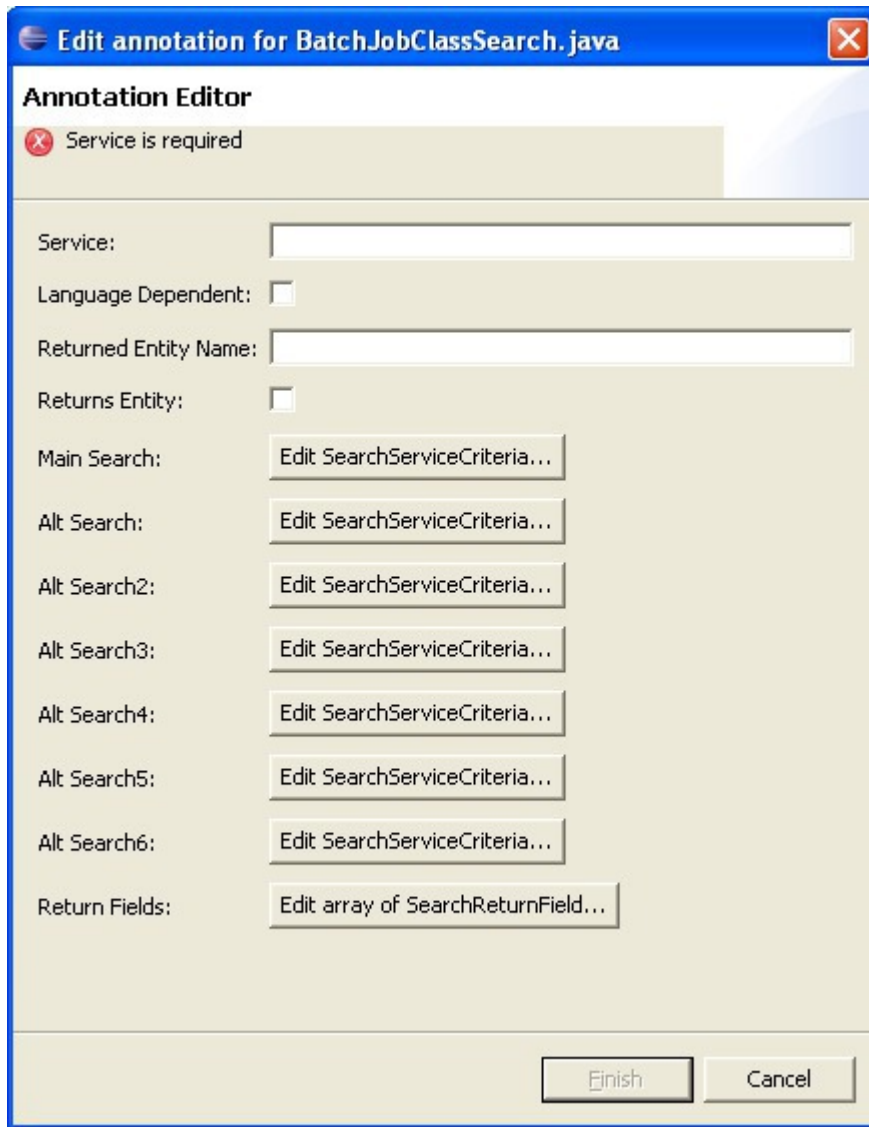 Edit annotation for BatchJobClassSearch.java
Annotation Editor
Service is required
Service:
Language Dependent:
Returned Entity Name:
Returns Entity:
Main Search: Edit SearchServiceCriteria...
Alt Search: Edit SearchServiceCriteria...
Alt Search2: Edit SearchServiceCriteria...
Alt Search3: Edit SearchServiceCriteria...
Alt Search4: Edit SearchServiceCriteria...
Alt Search5: Edit SearchServiceCriteria...
Alt Search6: Edit SearchServiceCriteria...
Return Fields: Edit array of SearchReturnField...
Finish Cancel